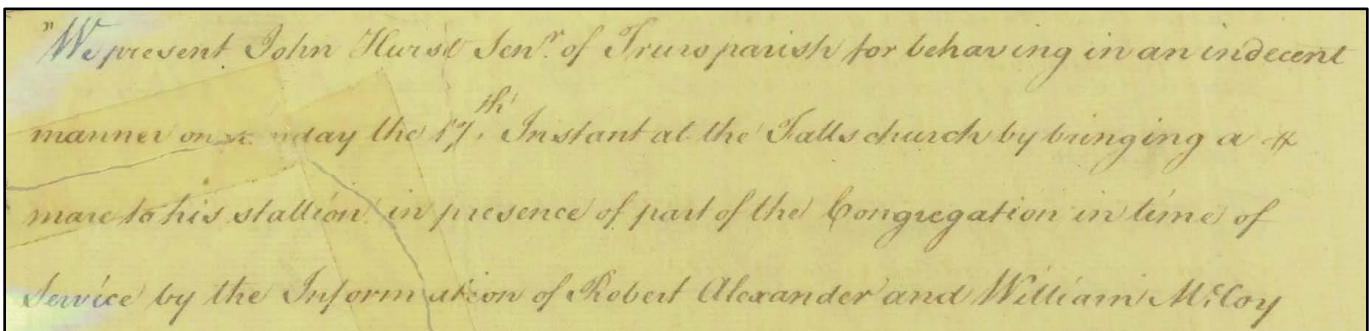 "We present John Hurst Senr. of Truro parish for behaving in an indecent
manner on Sunday the 17th. Instant at the Falls church by bringing a
mare to his stallion in presence of part of the Congregation in time of
Service by the Information of Robert Alexander and William McCoy